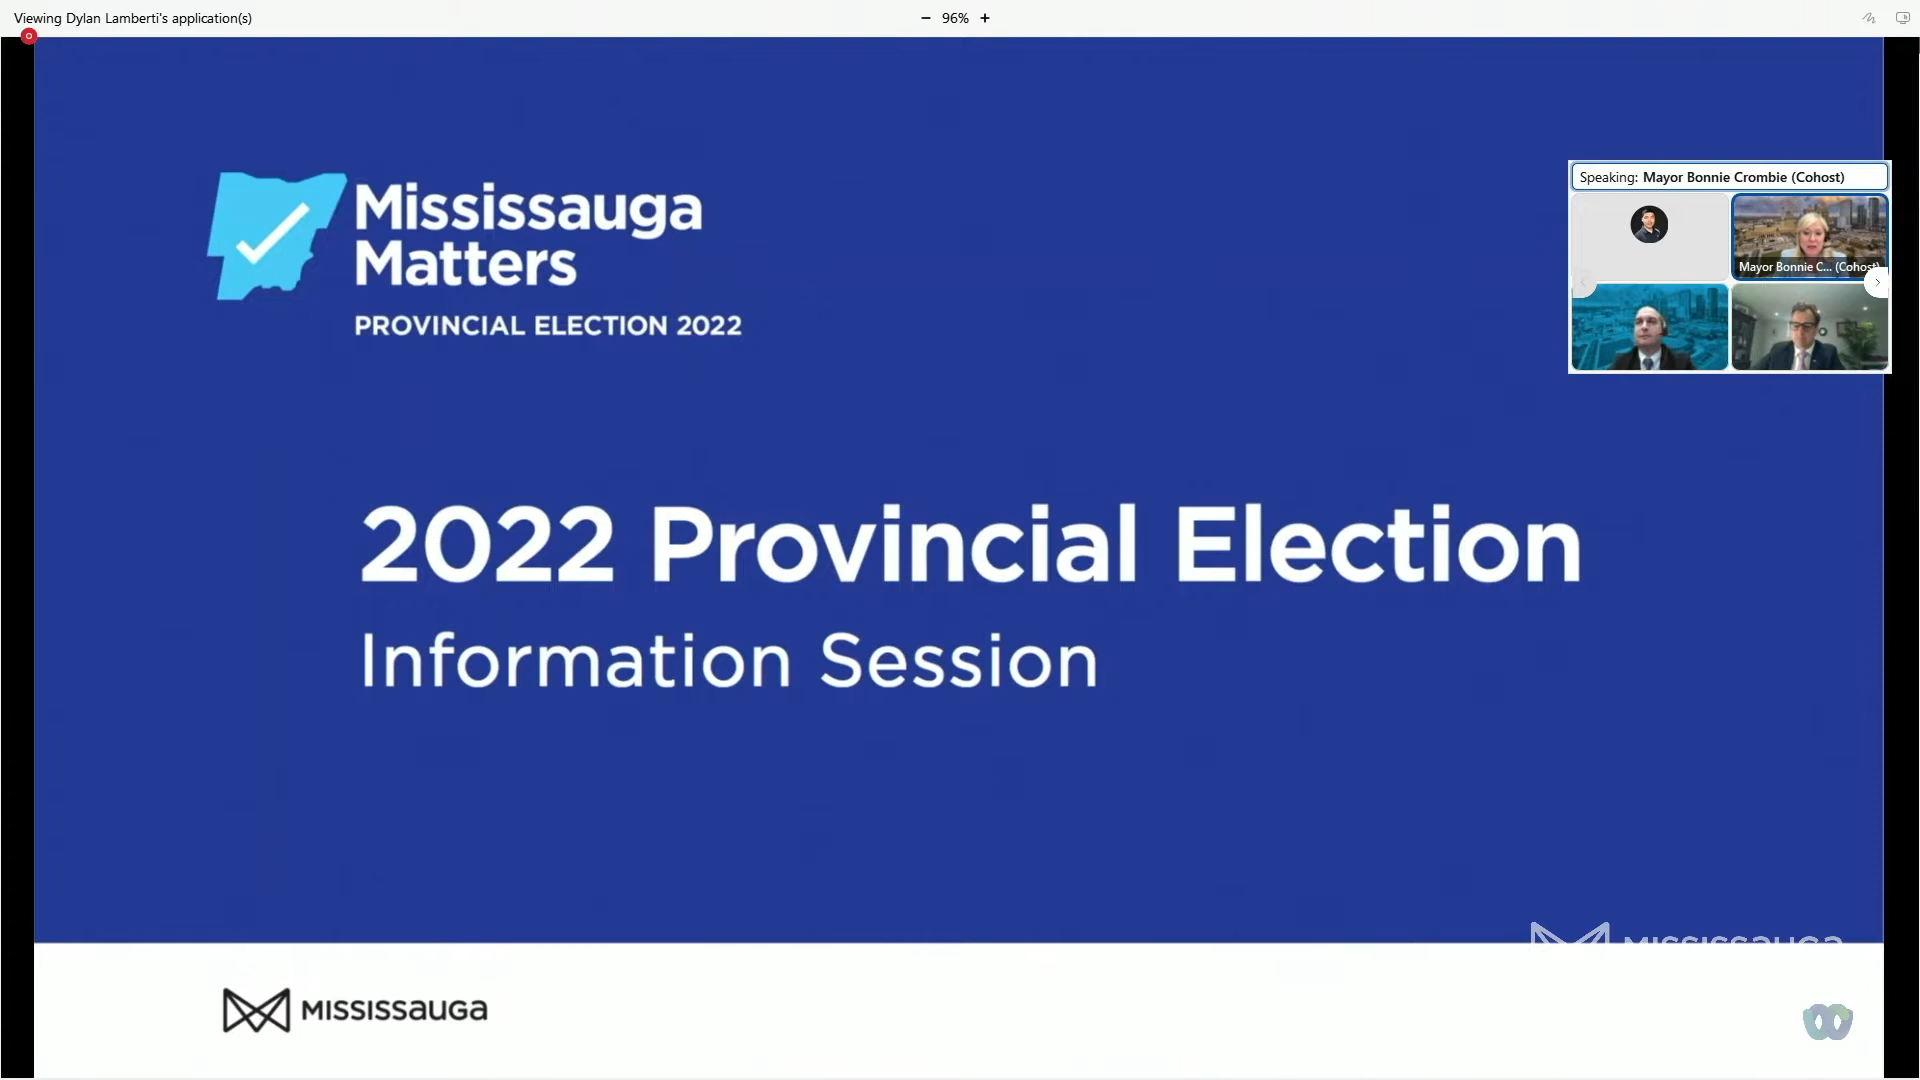 Viewing Dylan Lamberti's application(s)
− 96% +
Mississauga
Matters
PROVINCIAL ELECTION 2022
Speaking: Mayor Bonnie Crombie (Cohost)
Mayor Bonnie C... (Cohost)
2022 Provincial Election
Information Session
MISSISSauGa
MISSISSauGa